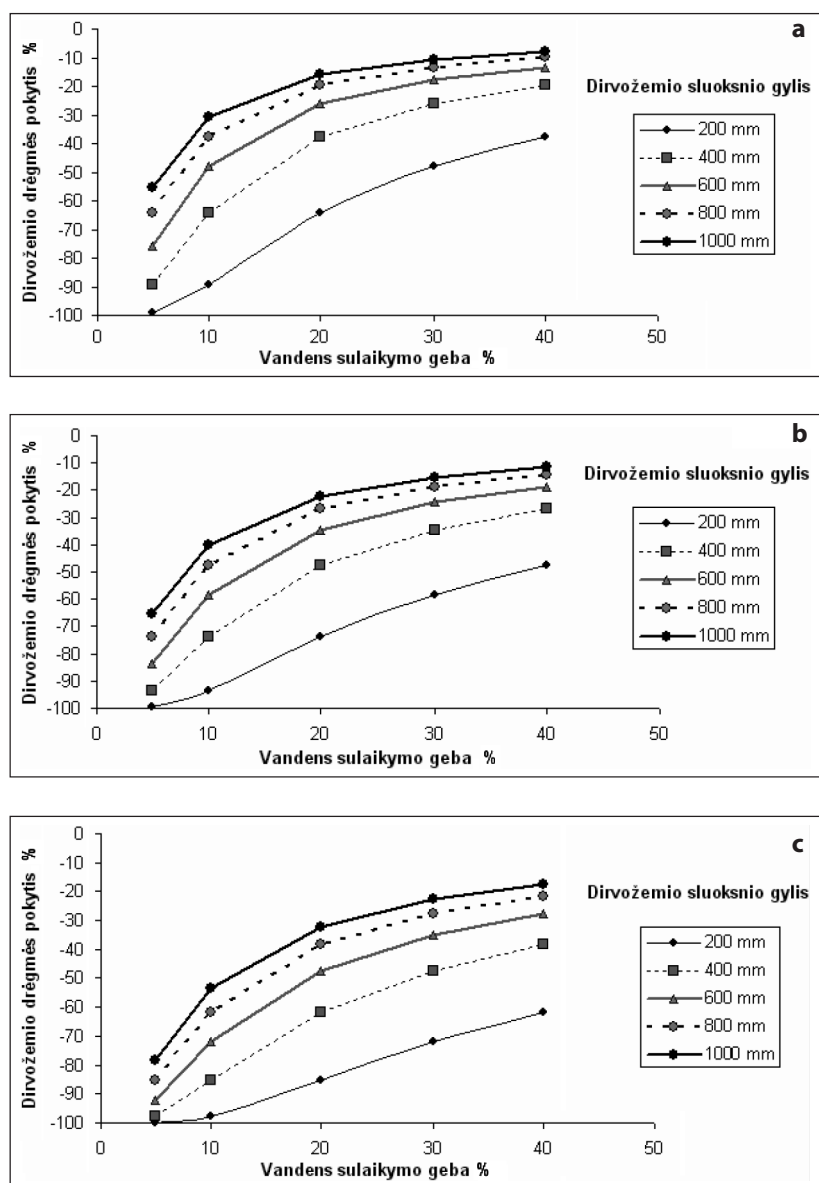 a
Dirvožemio drėgmės pokytis %
0
-10
-20
-30
-40
-50
-60
-70
-80
-90
-100
0 10 20 30 40 50
Vandens sulaikymo geba %
Dirvožemio sluoksnio gylis
200 mm
400 mm
600 mm
800 mm
1000 mm
b
Dirvožemio drėgmės pokytis %
0
-10
-20
-30
-40
-50
-60
-70
-80
-90
-100
0 10 20 30 40 50
Vandens sulaikymo geba %
Dirvožemio sluoksnio gylis
200 mm
400 mm
600 mm
800 mm
1000 mm
c
Dirvožemio drėgmės pokytis %
0
-10
-20
-30
-40
-50
-60
-70
-80
-90
-100
0 10 20 30 40 50
Vandens sulaikymo geba %
Dirvožemio sluoksnio gylis
200 mm
400 mm
600 mm
800 mm
1000 mm